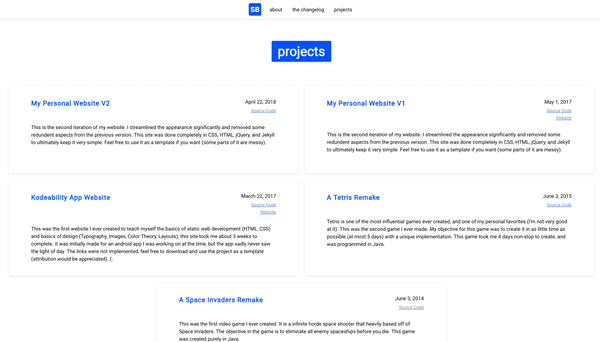 SB about the changelog projects
projects
My Personal Website V2
April 22, 2018
Source Code
This is the second iteration of my website. I streamlined the appearance significantly and removed some
redundent aspects from the previous version. This site was done completely in CSS, HTML, jQuery, and Jekyll
to ultimately keep it very simple. Feel free to use it as a template if you want (some parts of it are messy).
My Personal Website V1
May 1, 2017
Source Code
Website
This is the second iteration of my website. I streamlined the appearance significantly and removed some
redundent aspects from the previous version. This site was done completely in CSS, HTML, jQuery, and Jekyll
to ultimately keep it very simple. Feel free to use it as a template if you want (some parts of it are messy).
Kodeability App Website
March 22, 2017
Source Code
Website
This was the first website I ever created to teach myself the basics of static web development (HTML, CSS)
and basics of design (Typography, Images, Color Theory, Layouts); this site took me about 3 weeks to
complete. It was initially made for an android app I was working on at the time, but the app sadly never saw
the light of day. The links were not implemented, feel free to download and use the project as a template
(attribution would be appreciated). (:
A Tetris Remake
June 3, 2015
Source Code
Tetris is one of the most influential games ever created, and one of my personal favorites (I'm not very good
at it). This was the second game I ever made. My objective for this game was to create it in as little time as
possible (at most 5 days) with a unique implementation. This game took me 4 days non-stop to create, and
was programmed in Java.
A Space Invaders Remake
June 3, 2014
Source Code
This was the first video game I ever created. It is a infinite horde space shooter that heavily based off of
Space Invaders. The objective in the game is to eliminate all enemy spaceships before you die. This game
was created purely in Java.